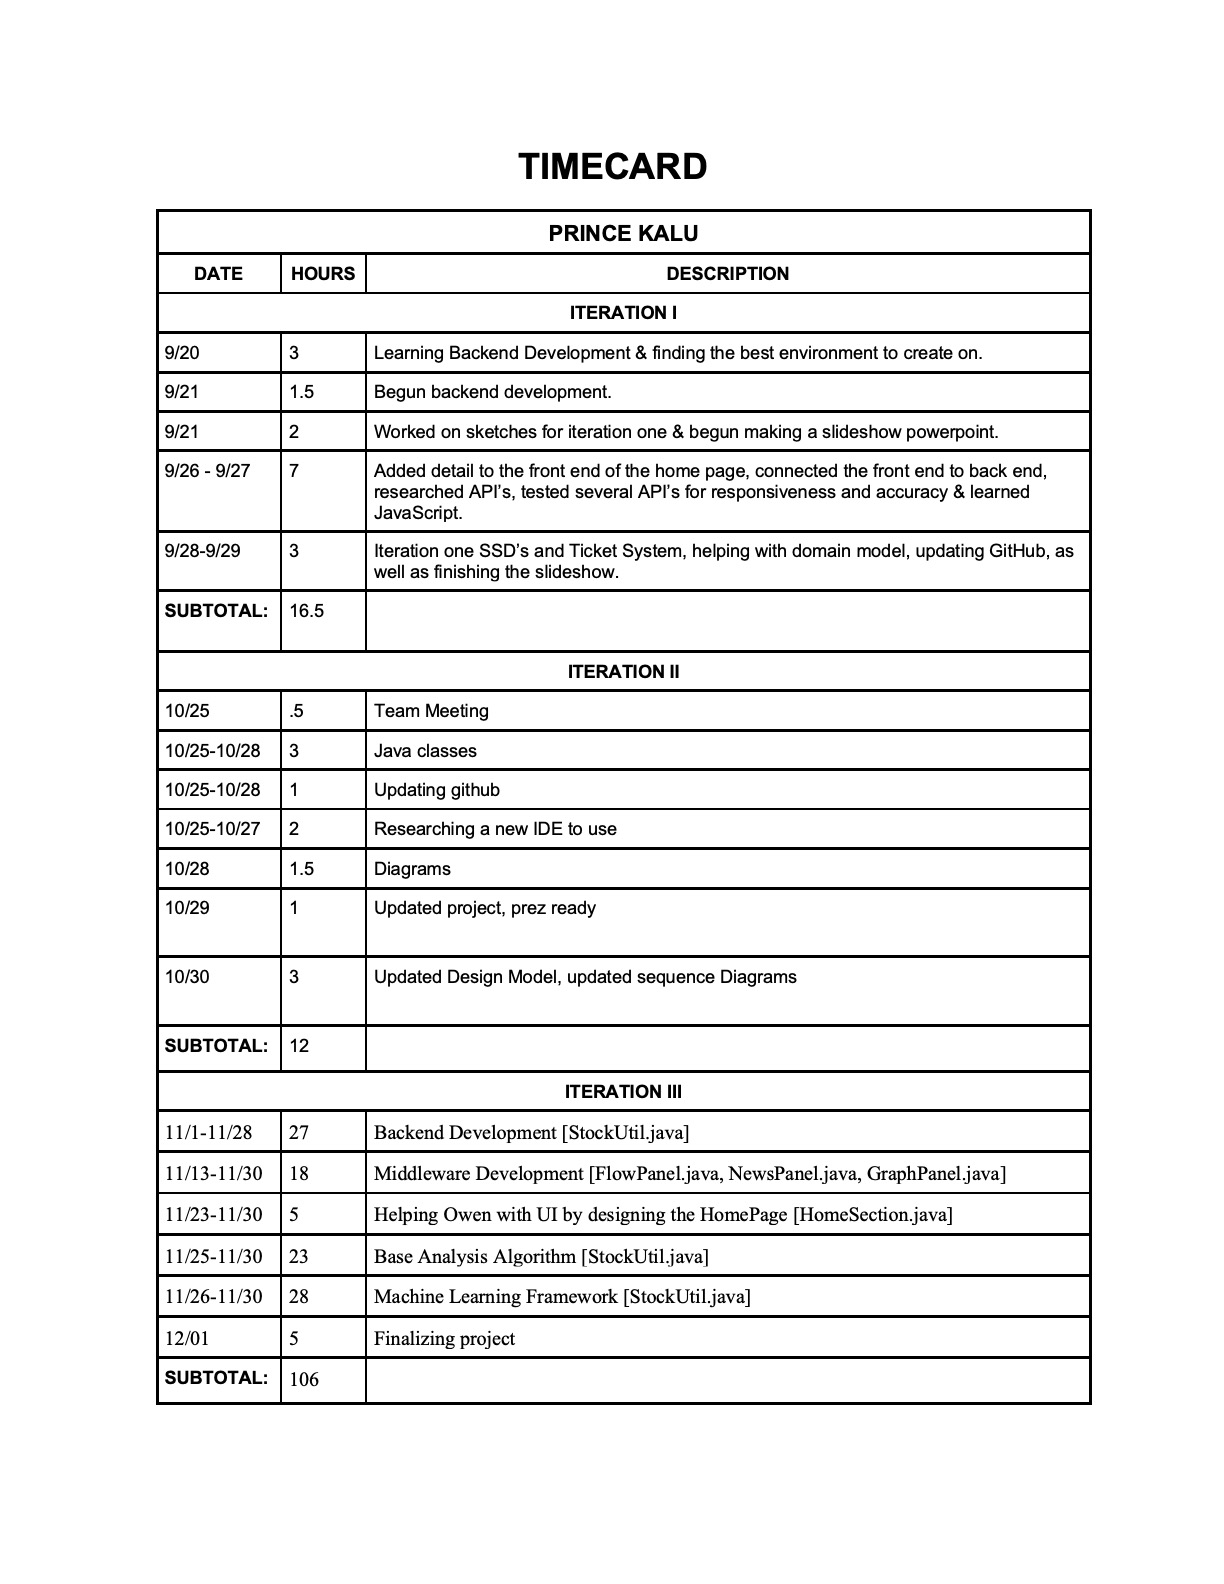 TIMECARD
PRINCE KALU
DATE HOURS DESCRIPTION
ITERATION I
9/20 3 Learning Backend Development & finding the best environment to create on.
9/21 1.5 Begun backend development.
9/21 2 Worked on sketches for iteration one & begun making a slideshow powerpoint.
9/26 - 9/27 7 Added detail to the front end of the home page, connected the front end to back end,
researched API’s, tested several API’s for responsiveness and accuracy & learned
JavaScript.
9/28-9/29 3 Iteration one SSD’s and Ticket System, helping with domain model, updating GitHub, as
well as finishing the slideshow.
SUBTOTAL: 16.5
ITERATION II
10/25 .5 Team Meeting
10/25-10/28 3 Java classes
10/25-10/28 1 Updating github
10/25-10/27 2 Researching a new IDE to use
10/28 1.5 Diagrams
10/29 1 Updated project, prez ready
10/30 3 Updated Design Model, updated sequence Diagrams
SUBTOTAL: 12
ITERATION III
11/1-11/28 27 Backend Development [StockUtil.java]
11/13-11/30 18 Middleware Development [FlowPanel.java, NewsPanel.java, GraphPanel.java]
11/23-11/30 5 Helping Owen with UI by designing the HomePage [HomeSection.java]
11/25-11/30 23 Base Analysis Algorithm [StockUtil.java]
11/26-11/30 28 Machine Learning Framework [StockUtil.java]
12/01 5 Finalizing project
SUBTOTAL: 106